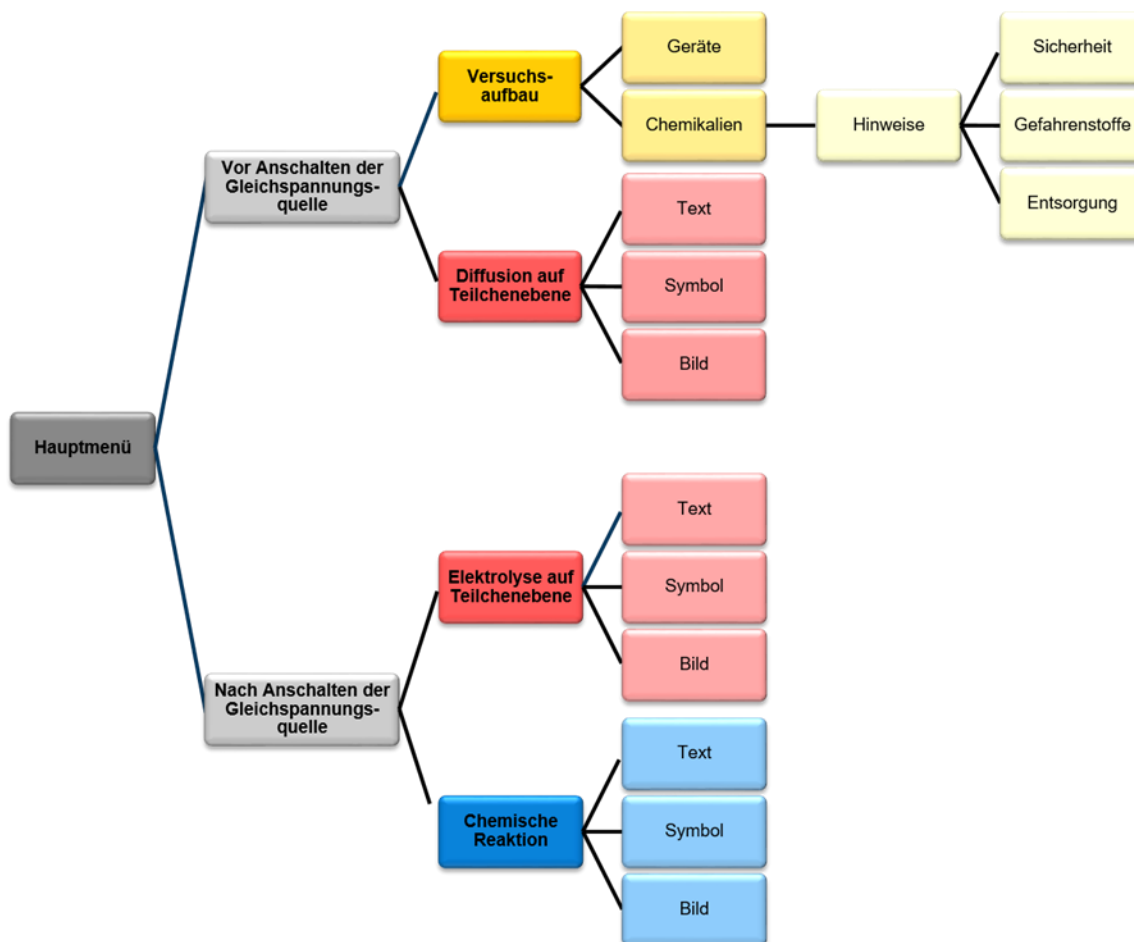 Hauptmenü
Vor Anschalten der
Gleichspannungs-
quelle
Versuchs-
aufbau
Geräte
Chemikalien
Hinweise
Sicherheit
Gefahrenstoffe
Entsorgung
Diffusion auf
Teilchenebene
Text
Symbol
Bild
Nach Anschalten der
Gleichspannungs-
quelle
Elektrolyse auf
Teilchenebene
Text
Symbol
Bild
Chemische
Reaktion
Text
Symbol
Bild